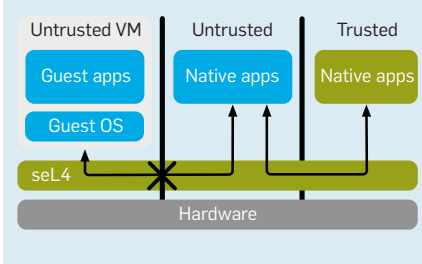 Untrusted VM
Untrusted
Trusted
Guest apps
Native apps
Native apps
Guest OS
seL4
Hardware